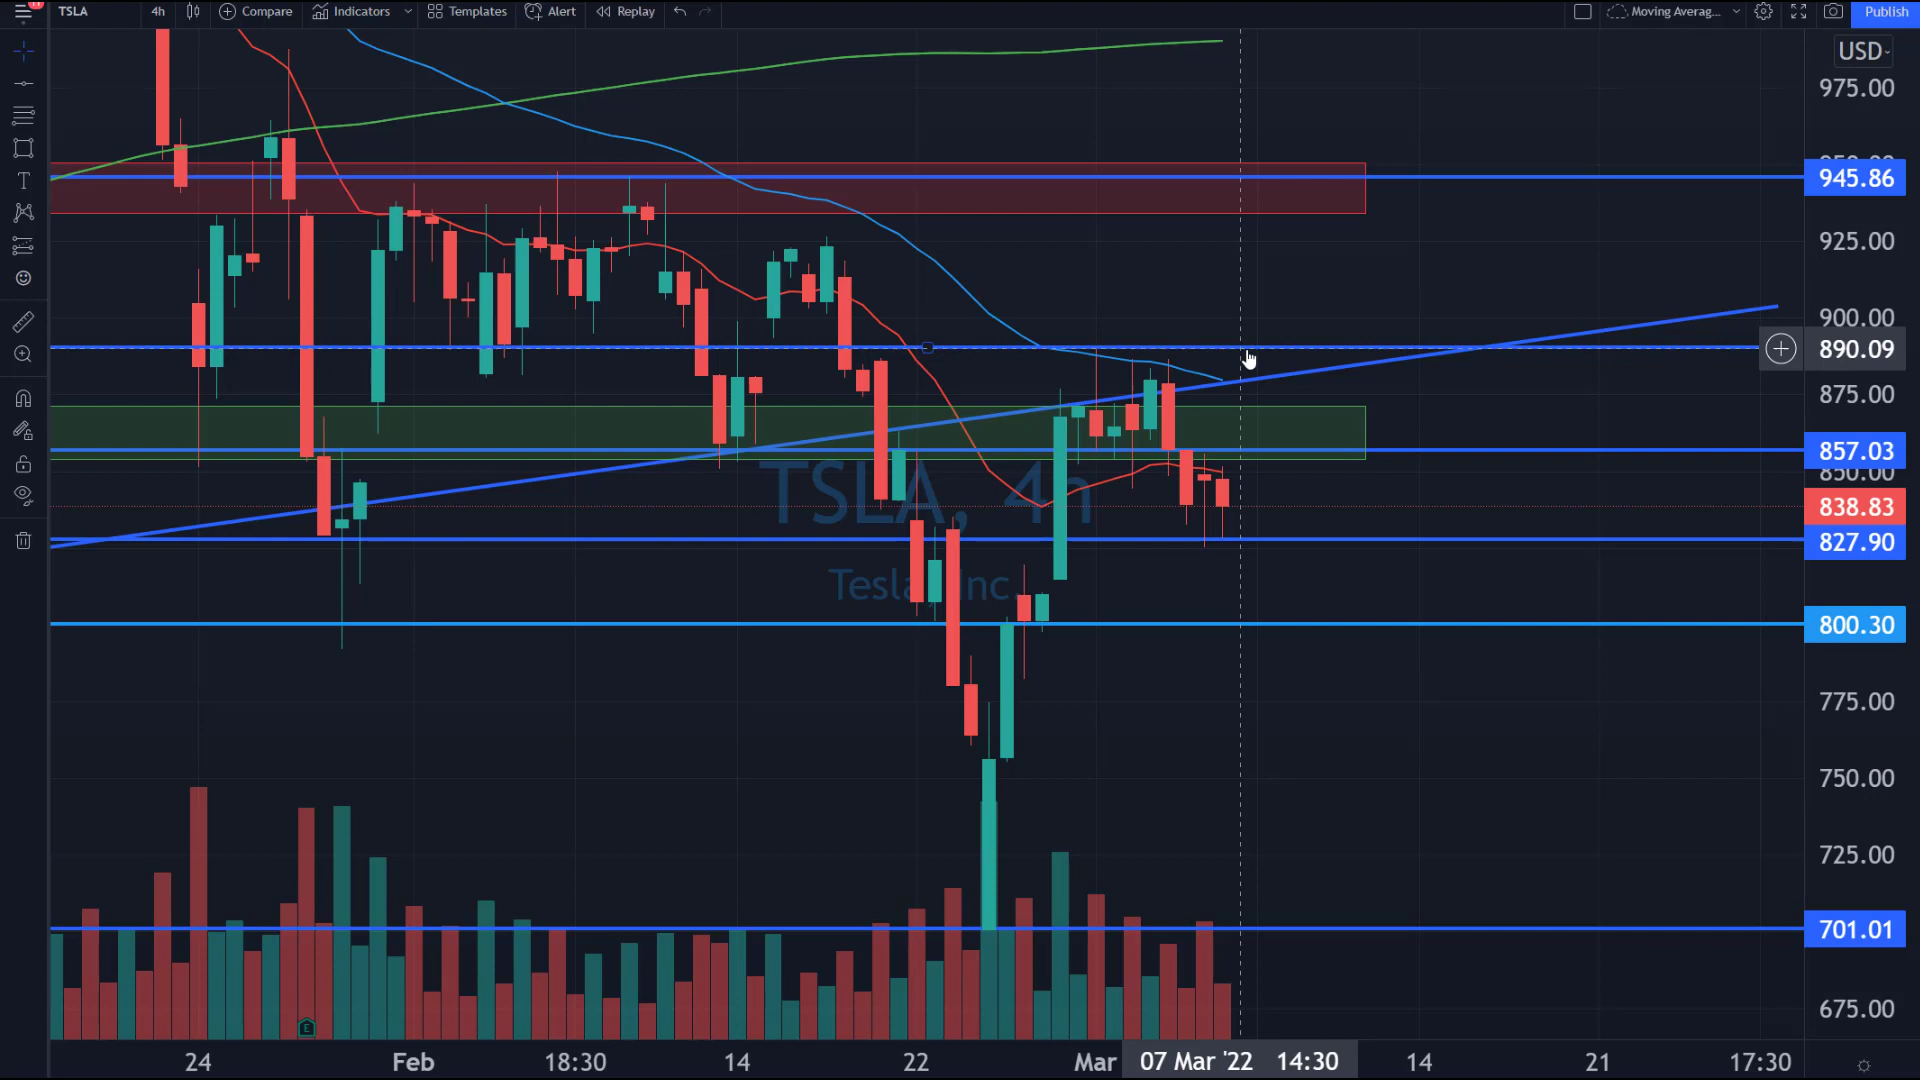 11
TSLA 4h Compare Indicators Templates Alert Replay Moving Averag... Publish
USD
975.00
945.86
925.00
900.00
890.09
875.00
857.03
850.00
838.83
827.90
800.30
775.00
750.00
725.00
701.01
675.00
TSLA, 4h
Tesla, Inc.
E
24 Feb 18:30 14 22 Mar 07 Mar '22 14:30 14 21 17:30